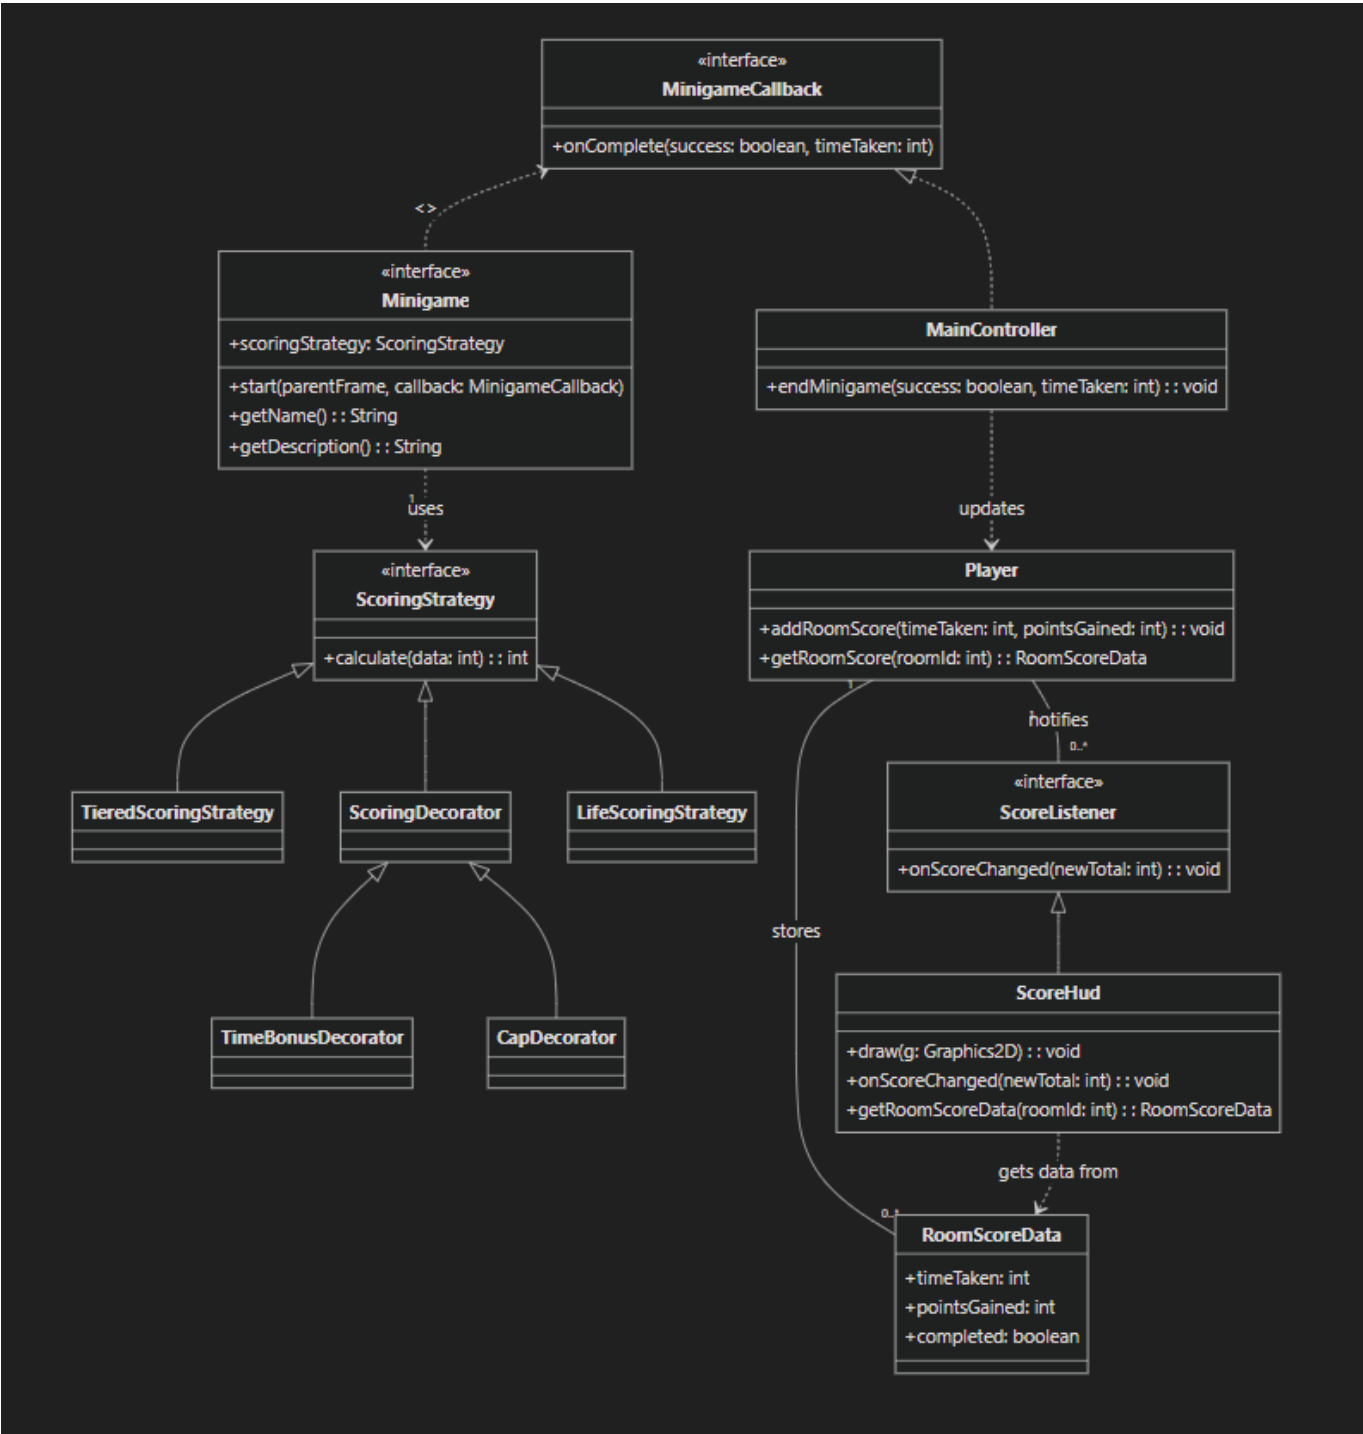 «interface»
MinigameCallback
+onComplete(success: boolean, timeTaken: int)
<>
«interface»
Minigame
+scoringStrategy: ScoringStrategy
+start(parentFrame, callback: MinigameCallback)
+getName() : : String
+getDescription() : : String
MainController
+endMinigame(success: boolean, timeTaken: int) : : void
1
uses
updates
«interface»
ScoringStrategy
+calculate(data: int) : : int
Player
+addRoomScore(timeTaken: int, pointsGained: int) : : void
+getRoomScore(roomId: int) : : RoomScoreData
1
1
notifies
0..*
TieredScoringStrategy
ScoringDecorator
LifeScoringStrategy
«interface»
ScoreListener
+onScoreChanged(newTotal: int) : : void
stores
TimeBonusDecorator
CapDecorator
ScoreHud
+draw(g: Graphics2D) : : void
+onScoreChanged(newTotal: int) : : void
+getRoomScoreData(roomId: int) : : RoomScoreData
gets data from
0..*
RoomScoreData
+timeTaken: int
+pointsGained: int
+completed: boolean